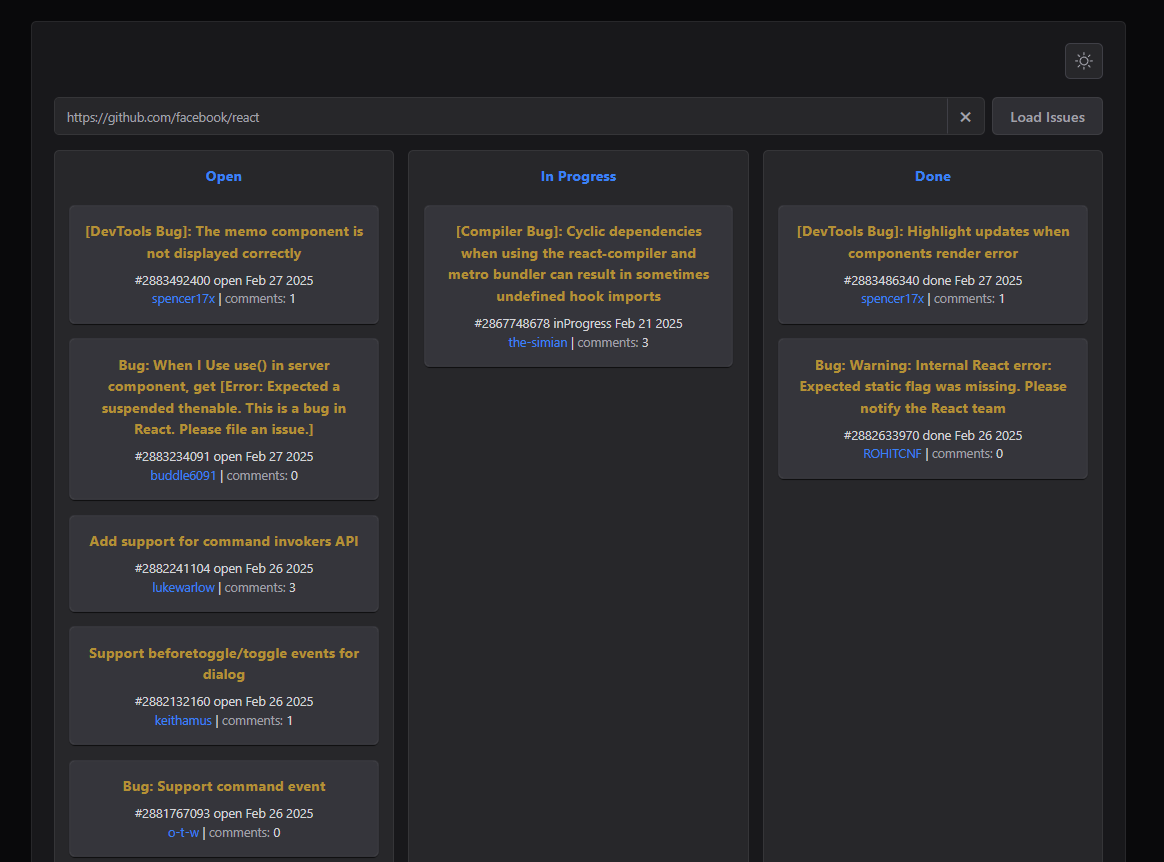 https://github.com/facebook/react
Load Issues
Open
[DevTools Bug]: The memo component is
not displayed correctly
#2883492400 open Feb 27 2025
spencer17x | comments: 1
Bug: When I Use use() in server
component, get [Error: Expected a
suspended thenable. This is a bug in
React. Please file an issue.]
#2883234091 open Feb 27 2025
buddle6091 | comments: 0
Add support for command invokers API
#2882241104 open Feb 26 2025
lukewarlow | comments: 3
Support beforetoggle/toggle events for
dialog
#2882132160 open Feb 26 2025
keithamus | comments: 1
Bug: Support command event
#2881767093 open Feb 26 2025
o-t-w | comments: 0
In Progress
[Compiler Bug]: Cyclic dependencies
when using the react-compiler and
metro bundler can result in sometimes
undefined hook imports
#2867748678 inProgress Feb 21 2025
the-simian | comments: 3
Done
[DevTools Bug]: Highlight updates when
components render error
#2883486340 done Feb 27 2025
spencer17x | comments: 1
Bug: Warning: Internal React error:
Expected static flag was missing. Please
notify the React team
#2882633970 done Feb 26 2025
ROHITCNF | comments: 0